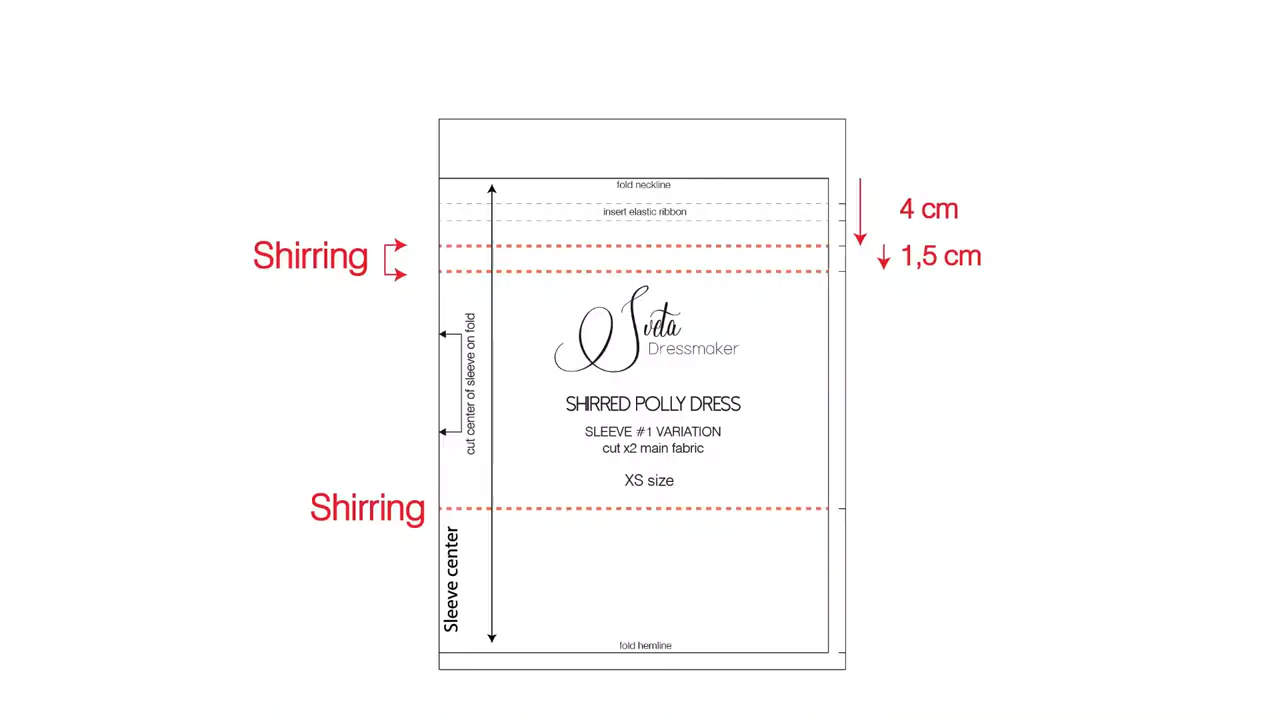 fold neckline
insert elastic ribbon
4 cm
Shirring
1,5 cm
Sveta
Dressmaker
cut center of sleeve on fold
SHIRRED POLLY DRESS
SLEEVE #1 VARIATION
cut x2 main fabric
XS size
Shirring
Sleeve center
fold hemline